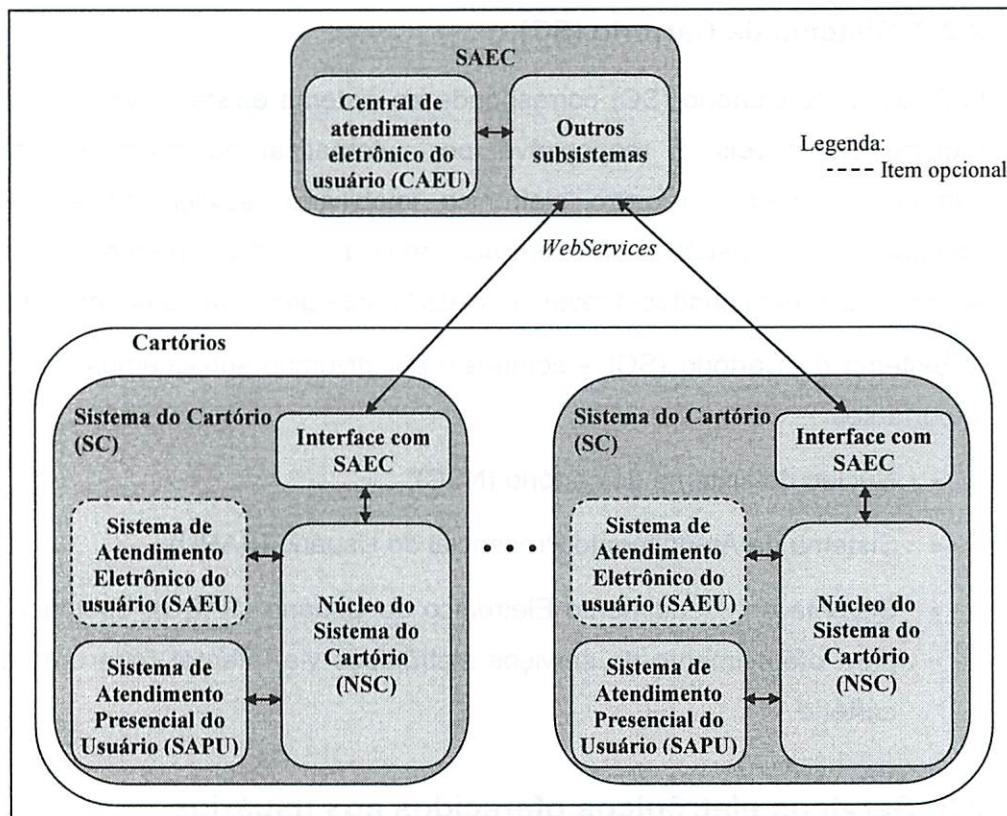 SAEC
Central de
atendimento
eletrônico do
usuário (CAEU)
Outros
subsistemas
Legenda:
Item opcional
WebServices
Cartórios
Sistema do Cartório
(SC)
Interface com
SAEC
Sistema de
Atendimento
Eletrônico do
usuário (SAEU)
Núcleo do
Sistema do
Cartório
(NSC)
Sistema de
Atendimento
Presencial do
Usuário (SAPU)
Sistema do Cartório
(SC)
Interface com
SAEC
Sistema de
Atendimento
Eletrônico do
usuário (SAEU)
Núcleo do
Sistema do
Cartório
(NSC)
Sistema de
Atendimento
Presencial do
Usuário (SAPU)